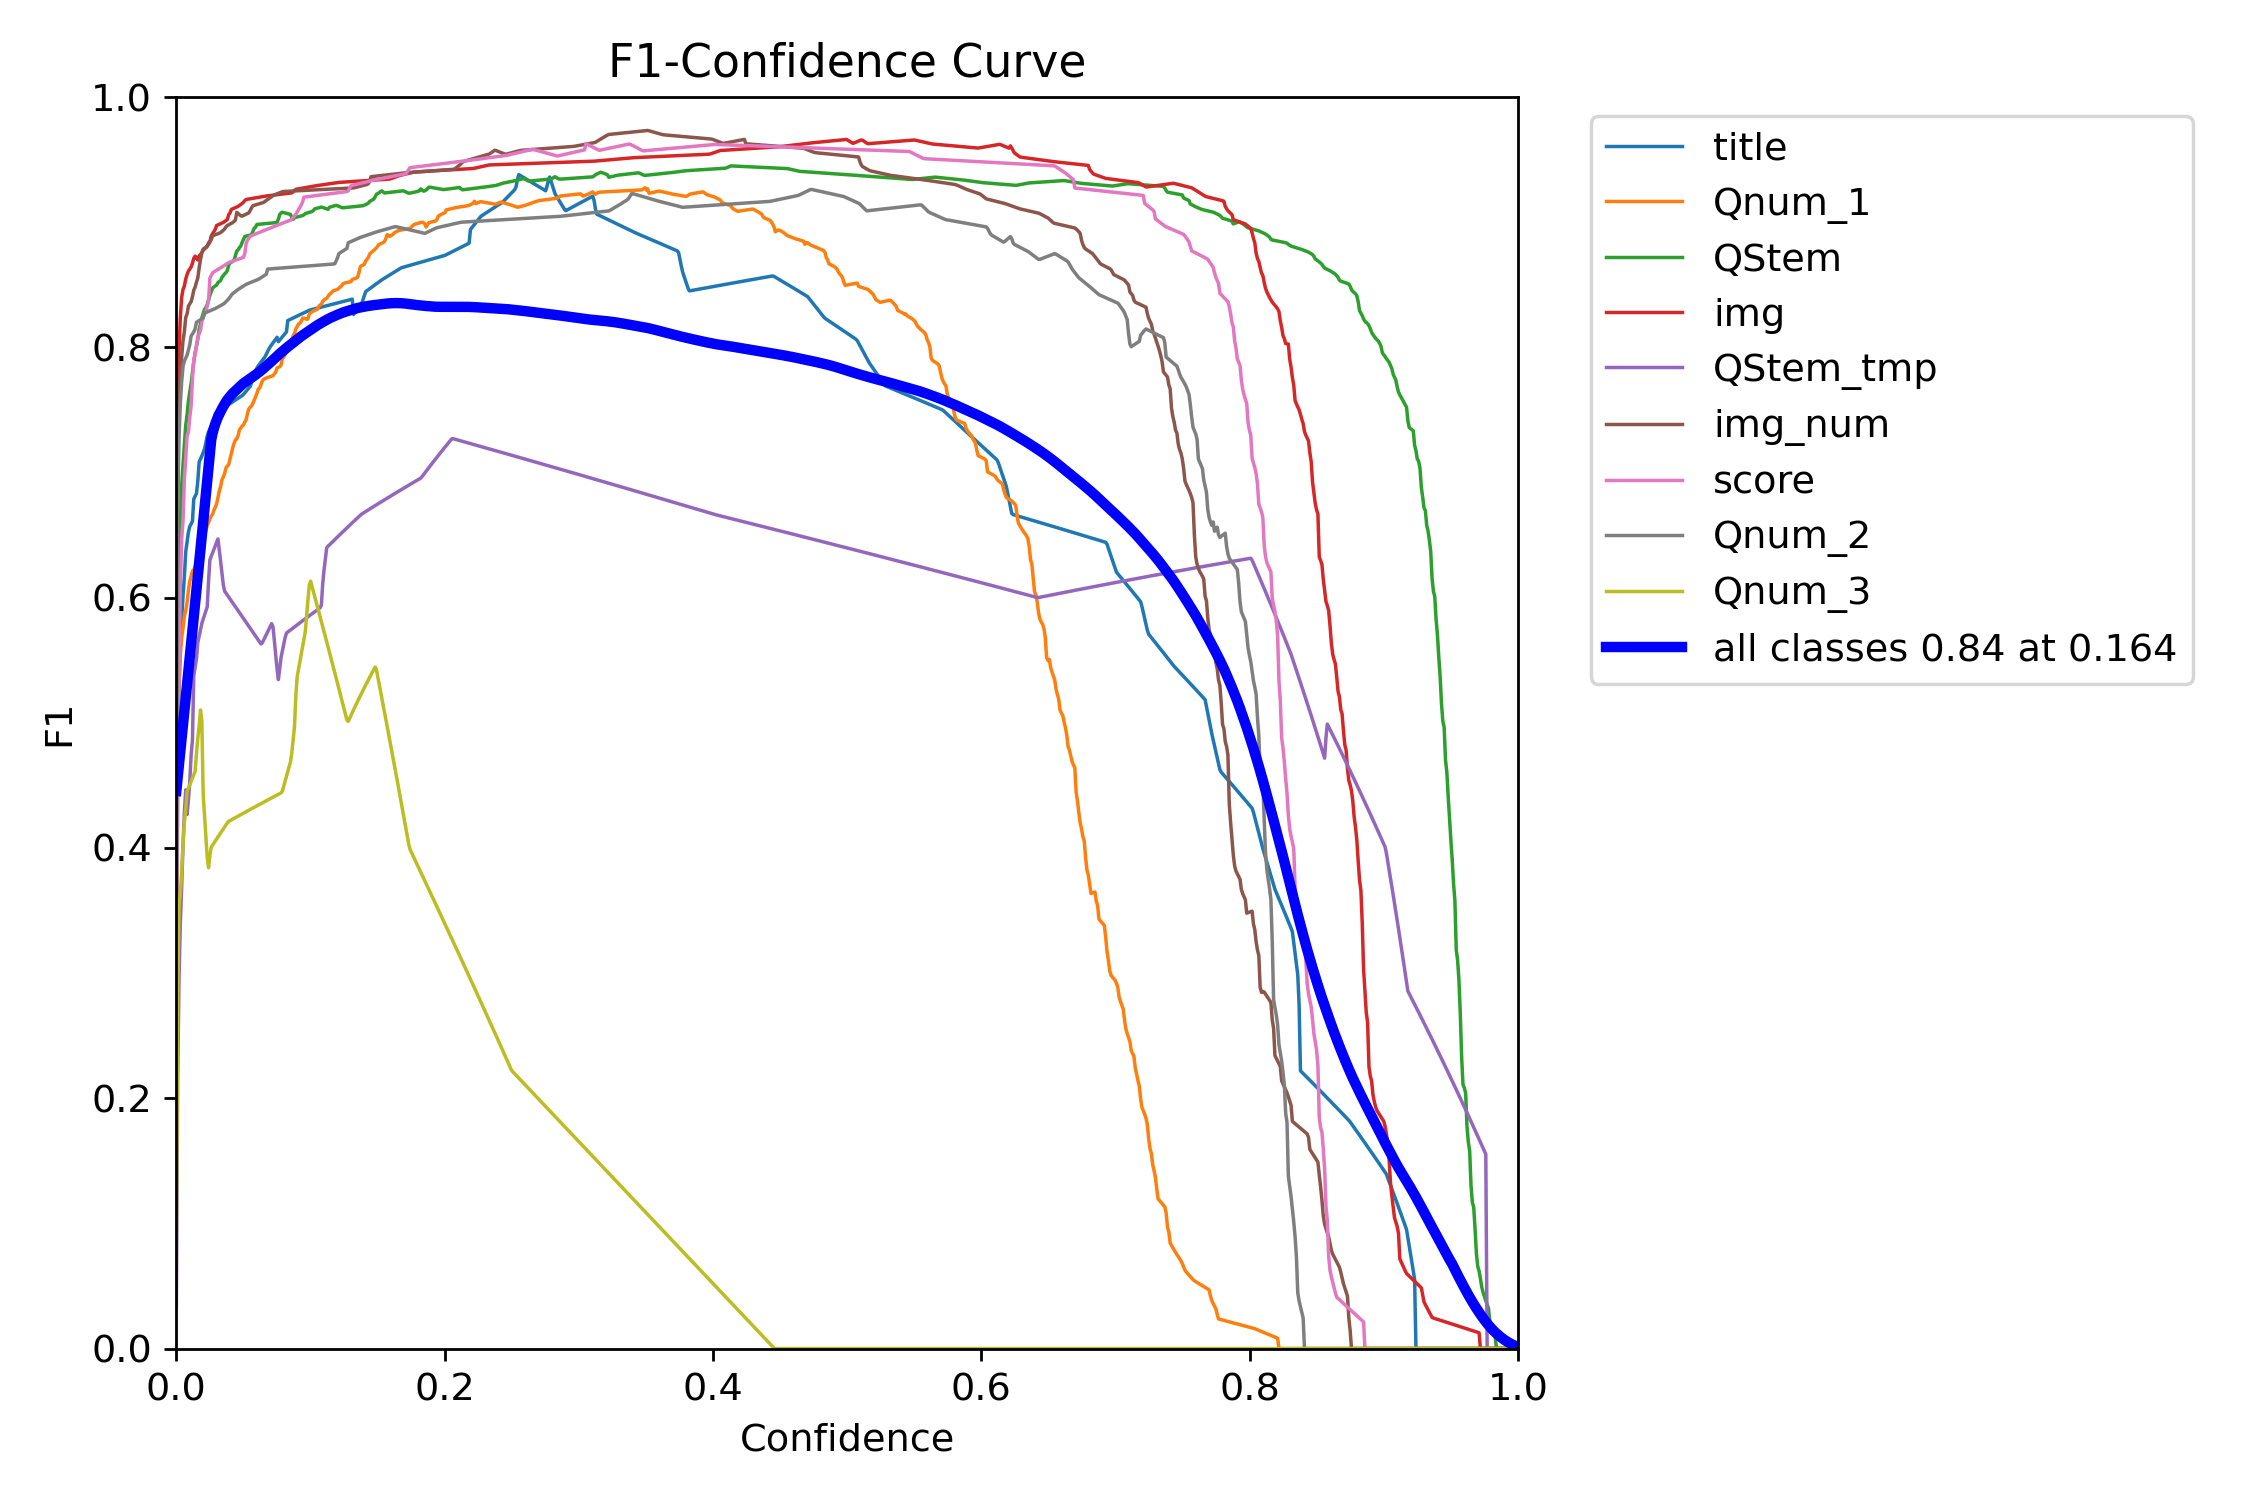 F1-Confidence Curve
1.0
0.8
0.6
0.4
0.2
0.0
F1
0.0 0.2 0.4 0.6 0.8 1.0
Confidence
title
Qnum_1
QStem
img
QStem_tmp
img_num
score
Qnum_2
Qnum_3
all classes 0.84 at 0.164